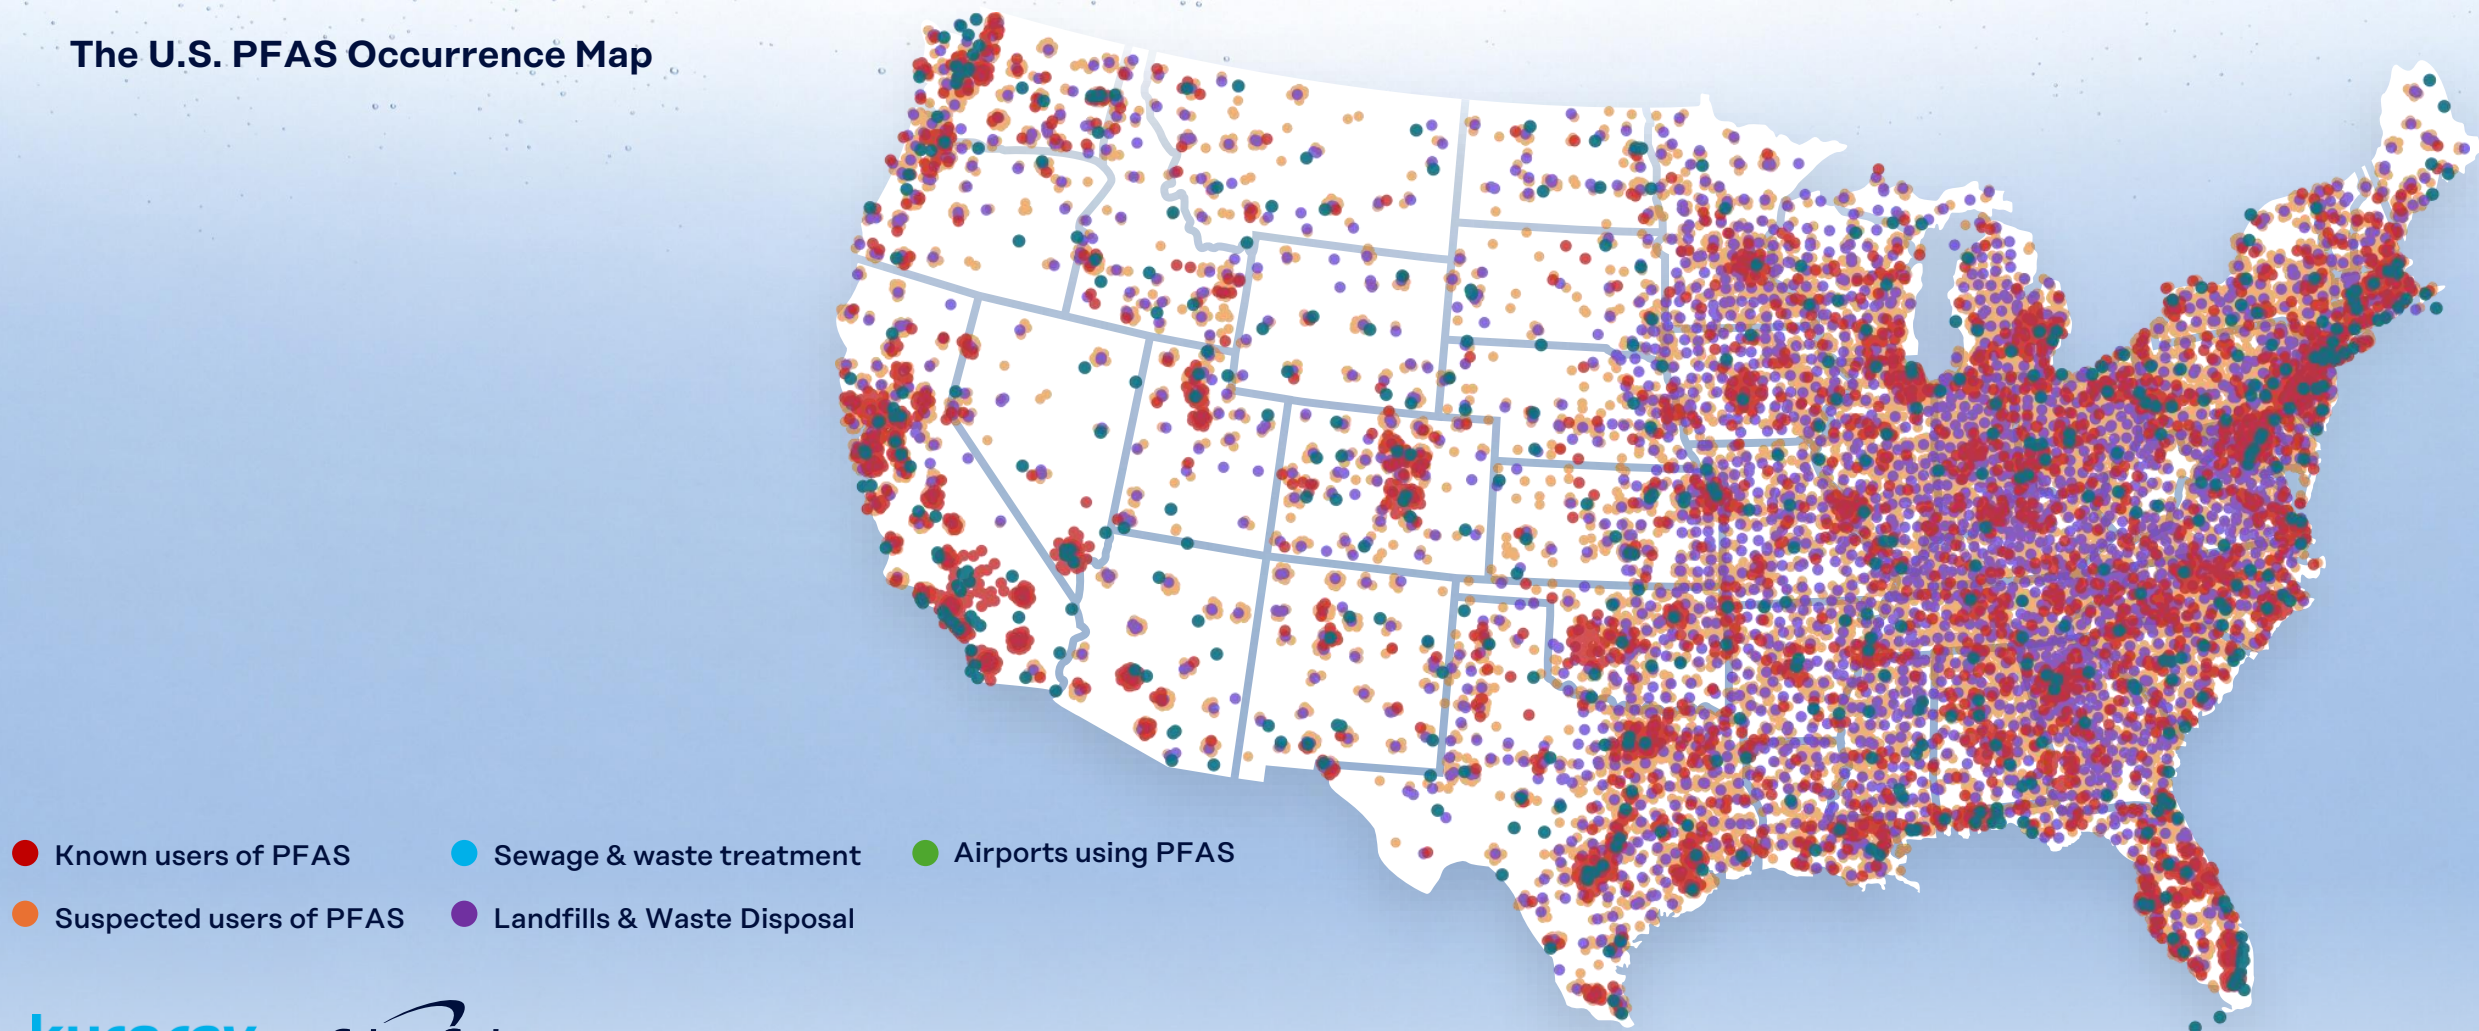 The U.S. PFAS Occurrence Map
Known users of PFAS
Sewage & waste treatment
Airports using PFAS
Suspected users of PFAS
Landfills & Waste Disposal
kuraray